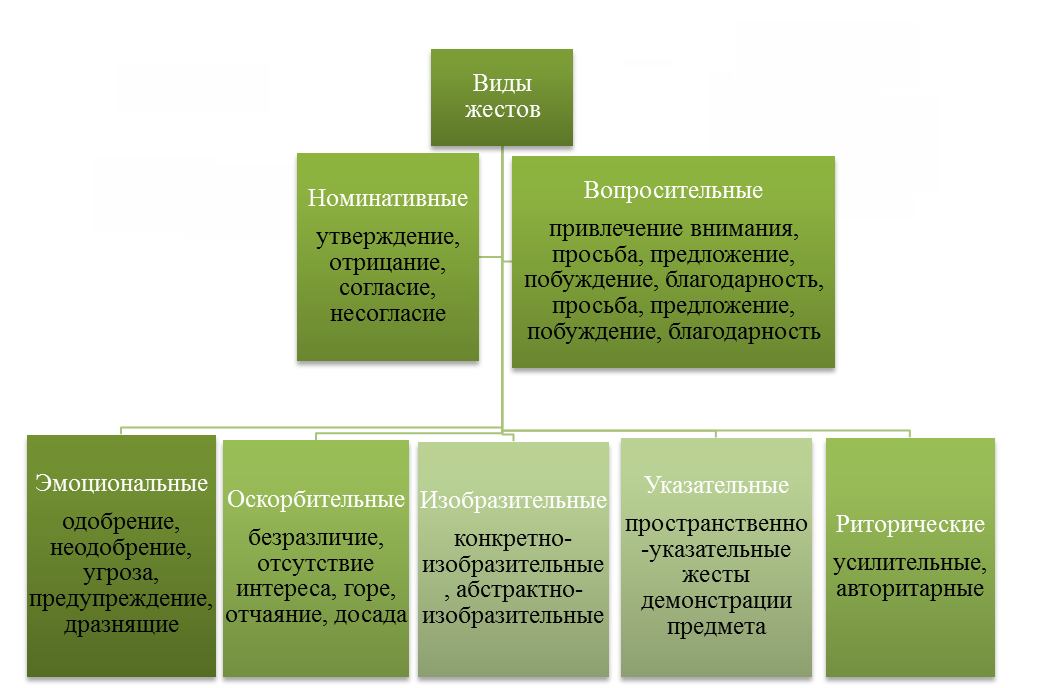 Виды
жестов
Номинативные
утверждение,
отрицание,
согласие,
несогласие
Вопросительные
привлечение внимания,
просьба, предложение,
побуждение, благодарность,
просьба, предложение,
побуждение, благодарность
Эмоциональные
одобрение,
неодобрение,
угроза,
предупреждение,
дразнящие
Оскорбительные
безразличие,
отсутствие
интереса, горе,
отчаяние, досада
Изобразительные
конкретно-
изобразительные
, абстрактно-
изобразительные
Указательные
пространственно
-указательные
жесты
демонстрации
предмета
Риторические
усилительные,
авторитарные